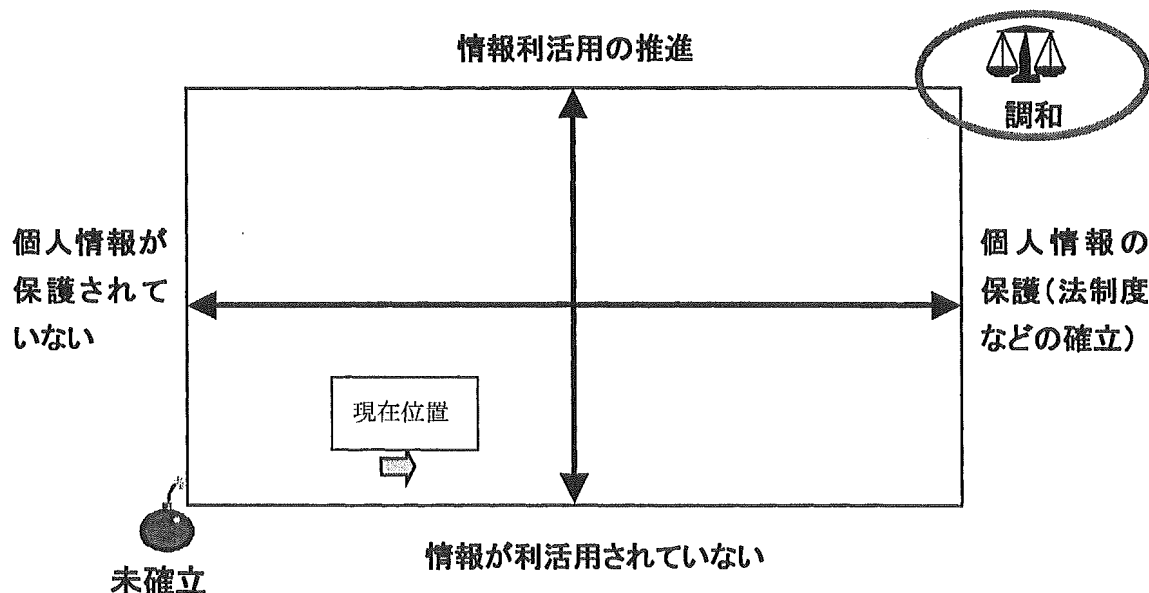 情報利活用の推進
調和
個人情報が
保護されて
いない
個人情報の
保護(法制度
などの確立)
現在位置
情報が利活用されていない
未確立